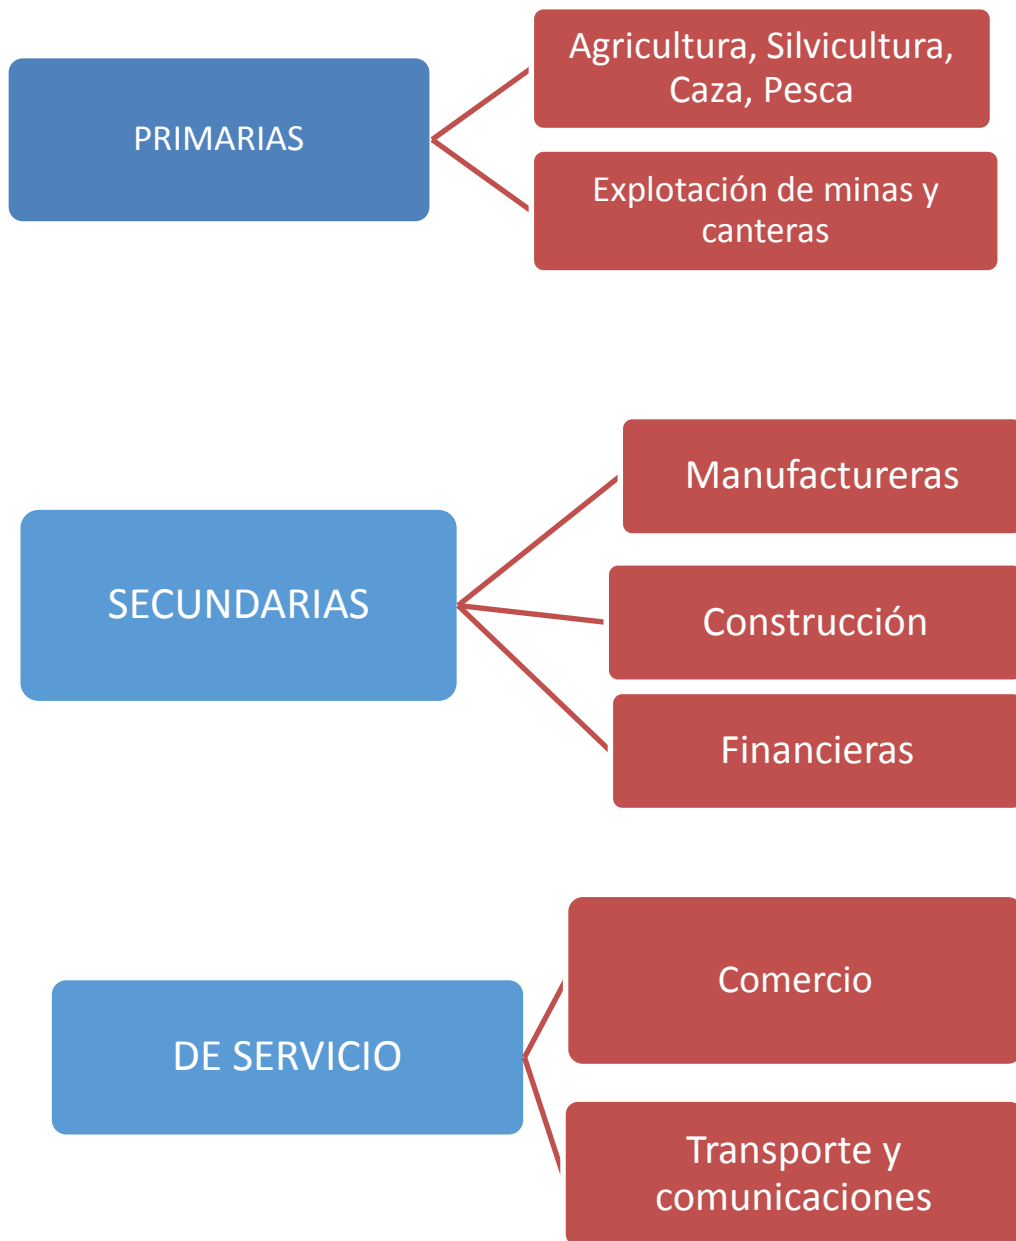 PRIMARIAS
Agricultura, Silvicultura,
Caza, Pesca
Explotación de minas y
canteras
SECUNDARIAS
Manufactureras
Construcción
Financieras
DE SERVICIO
Comercio
Transporte y
comunicaciones